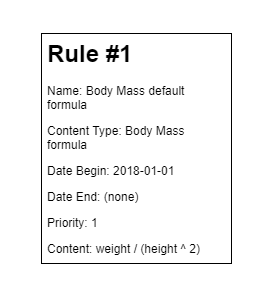 Rule #1
Name: Body Mass default
formula
Content Type: Body Mass
formula
Date Begin: 2018-01-01
Date End: (none)
Priority: 1
Content: weight / (height ^ 2)